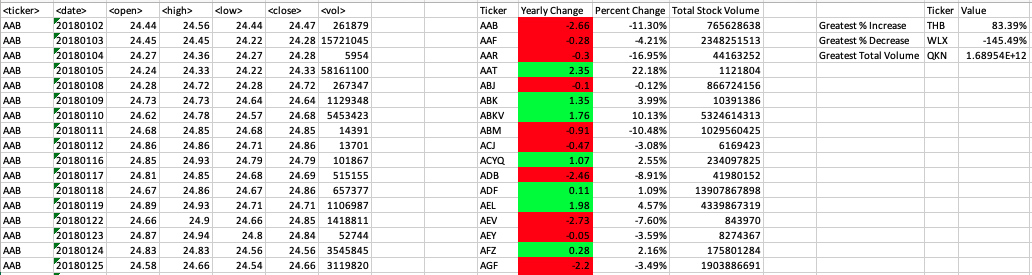 <ticker> <date> <open> <high> <low> <close> <vol> Ticker Yearly Change Percent Change Total Stock Volume Ticker Value
AAB 20180102 24.44 24.56 24.44 24.47 261879 AAB -2.66 -11.30% 765628638 Greatest % Increase THB 83.39%
AAB 20180103 24.45 24.45 24.22 24.28 15721045 AAF -0.28 -4.21% 2348251513 Greatest % Decrease WLX -145.49%
AAB 20180104 24.27 24.36 24.27 24.28 5954 AAR -0.3 -16.95% 44163252 Greatest Total Volume QKN 1.68954E+12
AAB 20180105 24.24 24.33 24.22 24.33 58161100 AAT 2.35 22.18% 1121804
AAB 20180108 24.28 24.72 24.28 24.72 267347 ABJ -0.1 -0.12% 866724156
AAB 20180109 24.73 24.73 24.64 24.64 1129348 ABK 1.35 3.99% 10391386
AAB 20180110 24.62 24.78 24.57 24.68 5453423 ABKV 1.76 10.13% 5324614313
AAB 20180111 24.68 24.85 24.68 24.85 14391 ABM -0.91 -10.48% 1029560425
AAB 20180112 24.86 24.86 24.71 24.86 13701 ACJ -0.47 -3.08% 6169423
AAB 20180116 24.85 24.93 24.79 24.79 101867 ACYQ 1.07 2.55% 234097825
AAB 20180117 24.81 24.85 24.68 24.69 515155 ADB -2.46 -8.91% 41980152
AAB 20180118 24.67 24.86 24.67 24.86 657377 ADF 0.11 1.09% 13907867898
AAB 20180119 24.89 24.93 24.71 24.71 1106987 AEL 1.98 4.57% 4339867319
AAB 20180122 24.66 24.9 24.66 24.85 1418811 AEV -2.73 -7.60% 843970
AAB 20180123 24.87 24.94 24.8 24.84 52744 AEY -0.05 -3.59% 8274367
AAB 20180124 24.83 24.83 24.56 24.56 3545845 AFZ 0.28 2.16% 175801284
AAB 20180125 24.58 24.66 24.54 24.66 3119820 AGF -2.2 -3.49% 1903886691